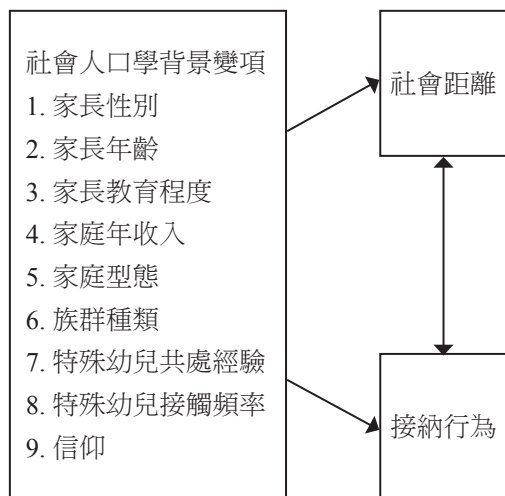 社會人口學背景變項
1. 家長性別
2. 家長年齡
3. 家長教育程度
4. 家庭年收入
5. 家庭型態
6. 族群種類
7. 特殊幼兒共處經驗
8. 特殊幼兒接觸頻率
9. 信仰
社會距離
接納行為